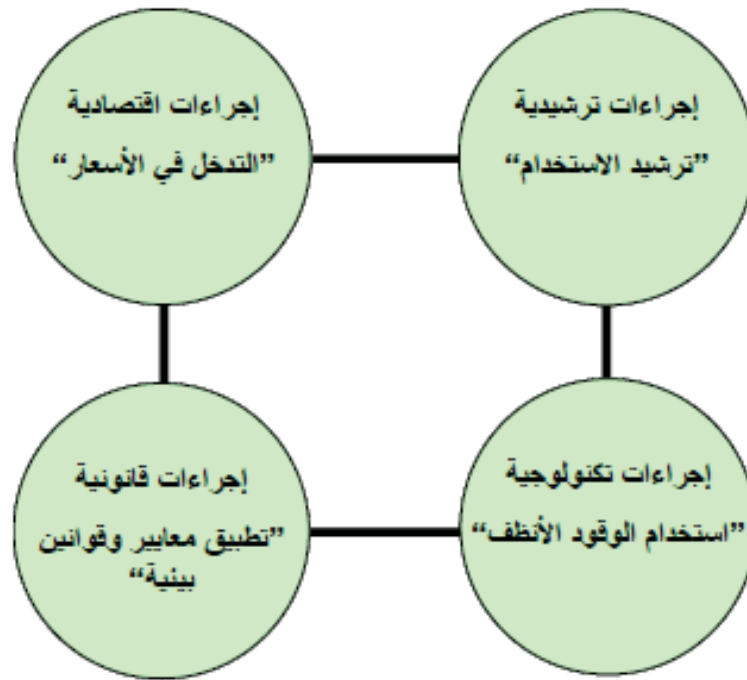 إجراءات ترشيدية
”ترشيد الاستخدام“
إجراءات اقتصادية
”التدخل في الأسعار“
إجراءات تكنولوجية
”استخدام الوقود الأنظف“
إجراءات قانونية
”تطبيق معايير وقوانين
بيئية“